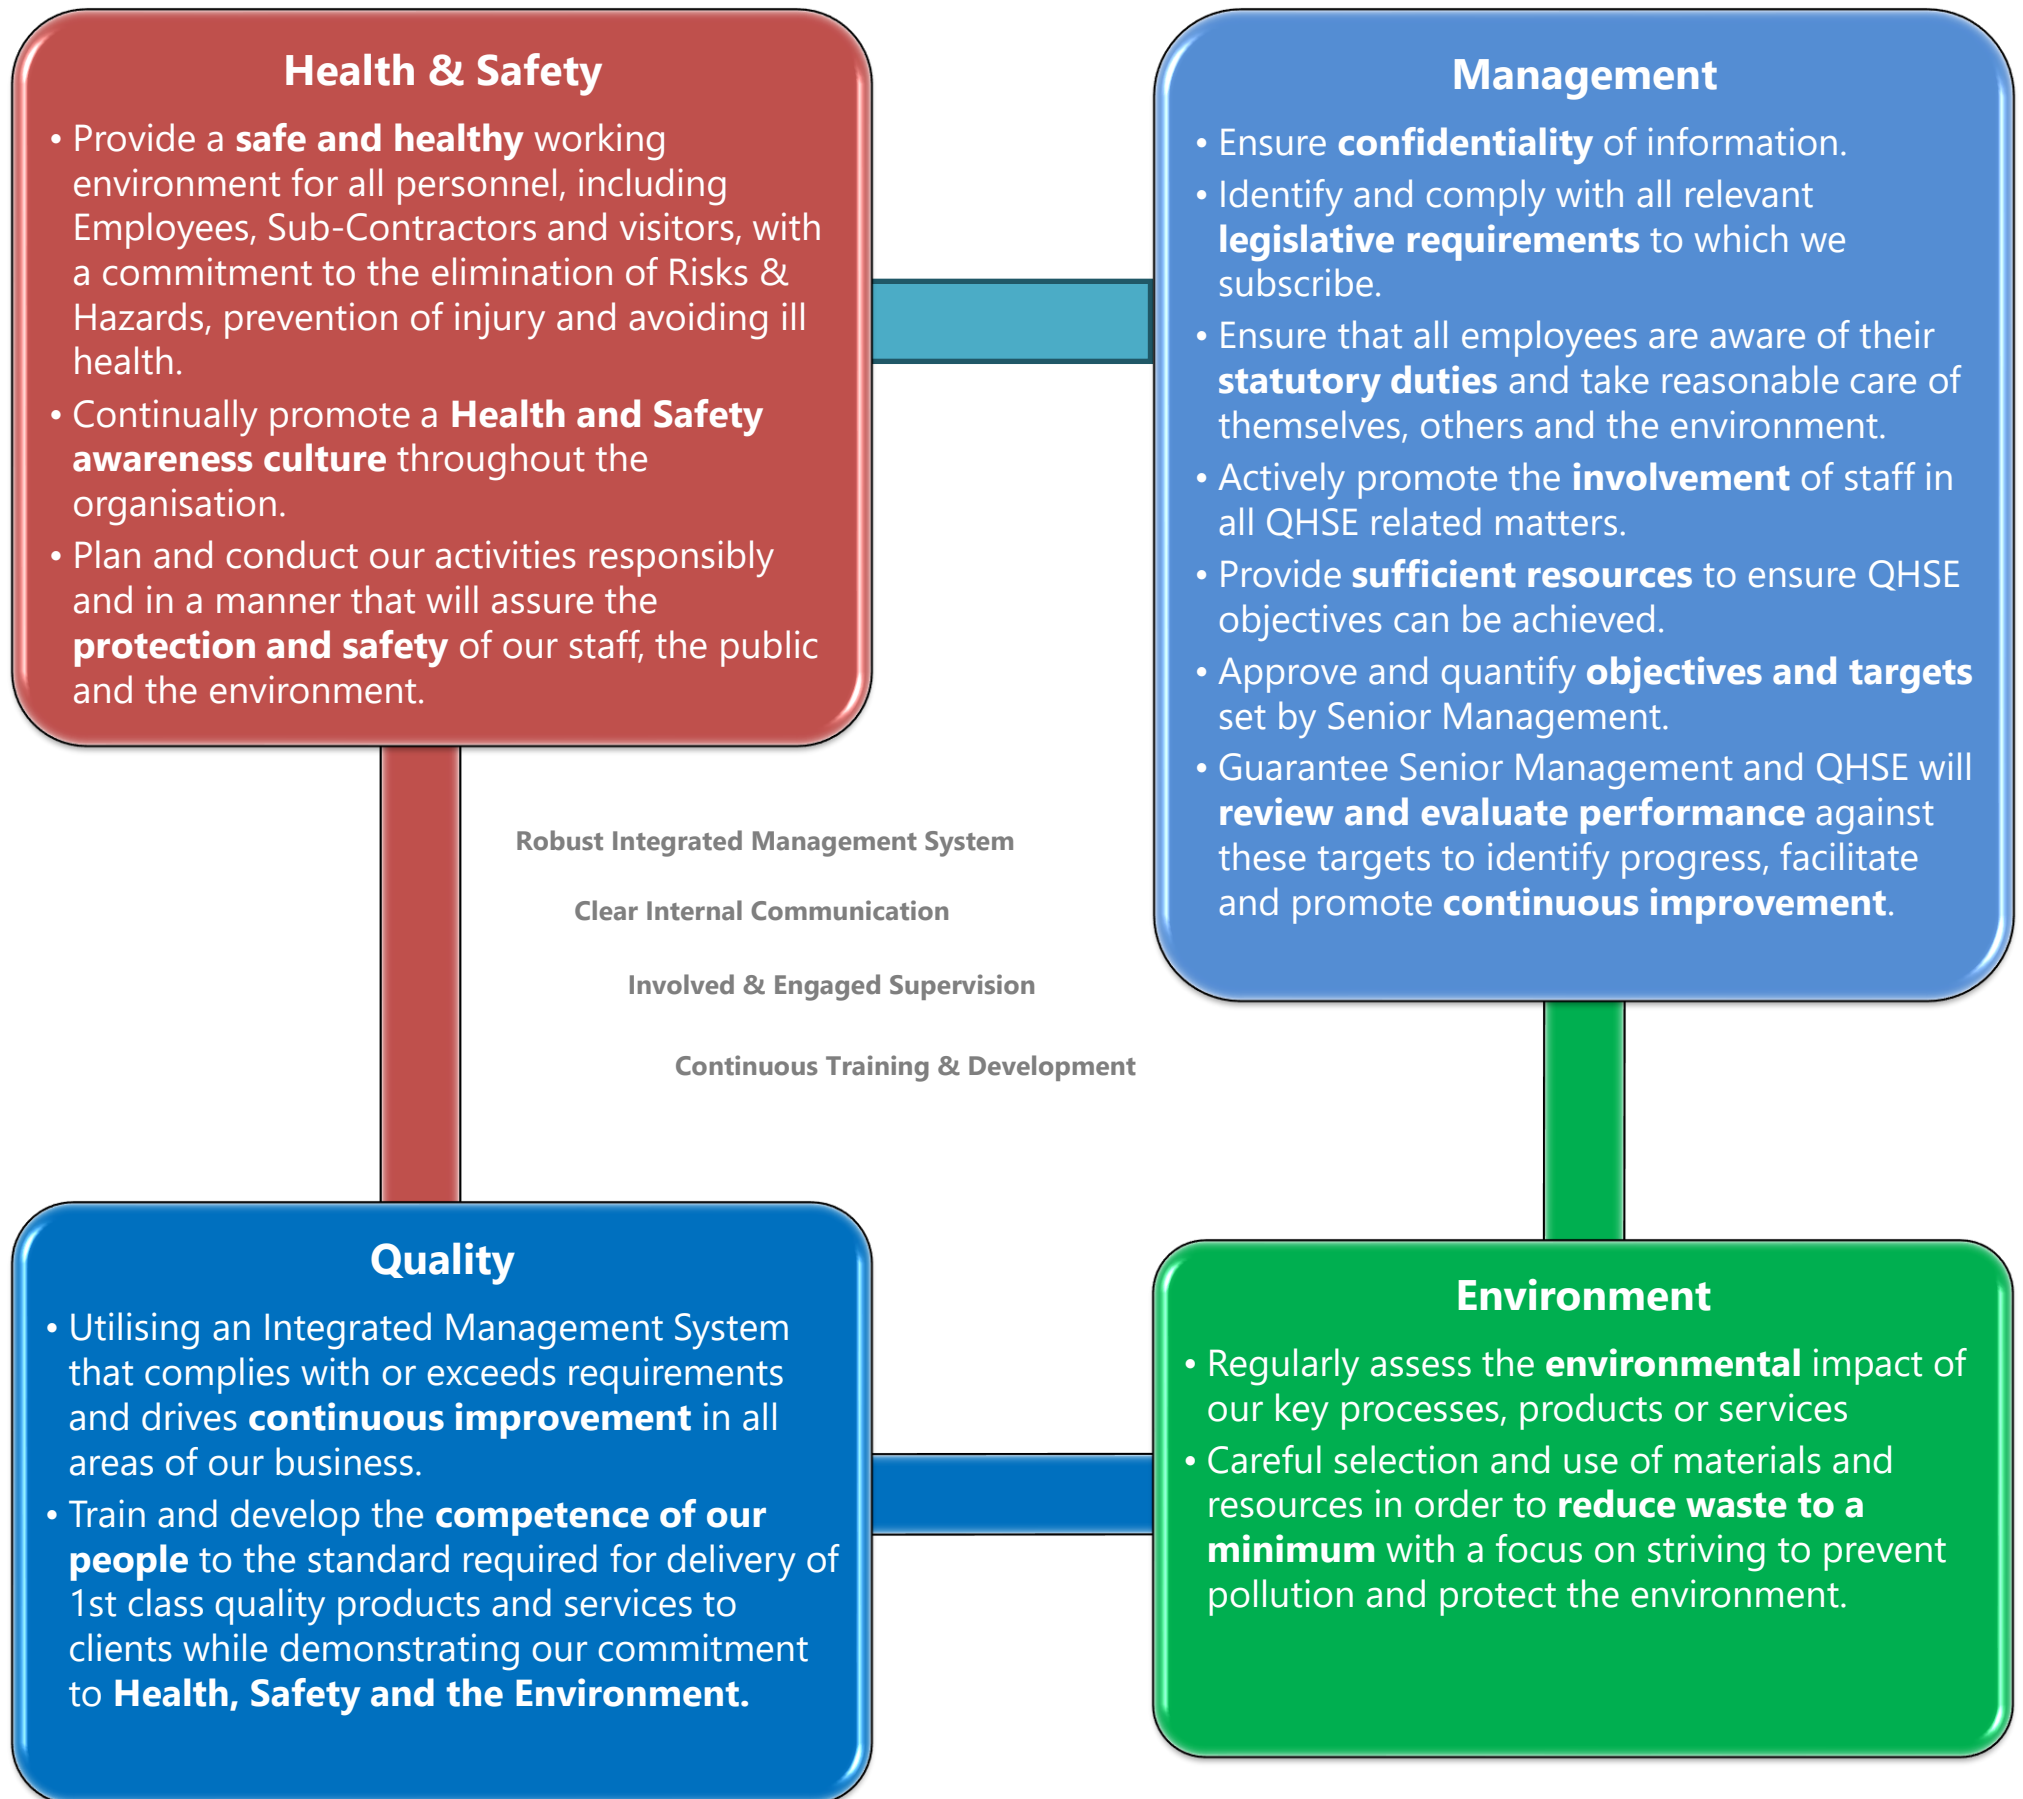 Health & Safety
• Provide a safe and healthy working
environment for all personnel, including
Employees, Sub-Contractors and visitors, with
a commitment to the elimination of Risks &
Hazards, prevention of injury and avoiding ill
health.
• Continually promote a Health and Safety
awareness culture throughout the
organisation.
• Plan and conduct our activities responsibly
and in a manner that will assure the
protection and safety of our staff, the public
and the environment.
Management
• Ensure confidentiality of information.
• Identify and comply with all relevant
legislative requirements to which we
subscribe.
• Ensure that all employees are aware of their
statutory duties and take reasonable care of
themselves, others and the environment.
• Actively promote the involvement of staff in
all QHSE related matters.
• Provide sufficient resources to ensure QHSE
objectives can be achieved.
• Approve and quantify objectives and targets
set by Senior Management.
• Guarantee Senior Management and QHSE will
review and evaluate performance against
these targets to identify progress, facilitate
and promote continuous improvement.
Robust Integrated Management System
Clear Internal Communication
Involved & Engaged Supervision
Continuous Training & Development
Quality
• Utilising an Integrated Management System
that complies with or exceeds requirements
and drives continuous improvement in all
areas of our business.
• Train and develop the competence of our
people to the standard required for delivery of
1st class quality products and services to
clients while demonstrating our commitment
to Health, Safety and the Environment.
Environment
• Regularly assess the environmental impact of
our key processes, products or services
• Careful selection and use of materials and
resources in order to reduce waste to a
minimum with a focus on striving to prevent
pollution and protect the environment.